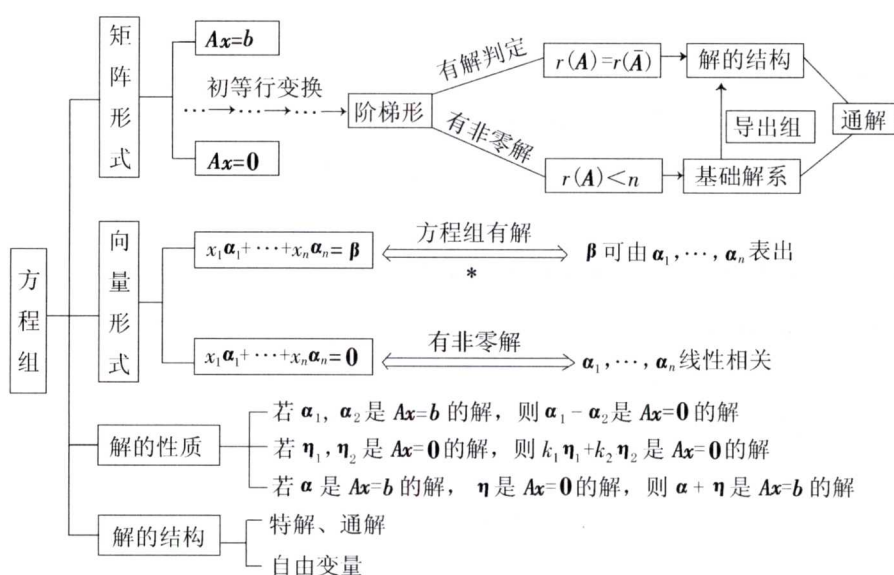 方程组
矩阵形式
Ax=b
初等行变换
···→···→···→
Ax=0
阶梯形
有解判定
r(A)=r(Ā)
解的结构
导出组
通解
有非零解
r(A)<n
基础解系
向量形式
x₁α₁+···+xₙαₙ=β
方程组有解
*
β可由α₁,···,αₙ表出
x₁α₁+···+xₙαₙ=0
有非零解
α₁,···,αₙ线性相关
解的性质
若α₁, α₂是Ax=b的解，则α₁-α₂是Ax=0的解
若η₁,η₂是Ax=0的解，则k₁η₁+k₂η₂是Ax=0的解
若α是Ax=b的解，η是Ax=0的解，则α+η是Ax=b的解
解的结构
特解、通解
自由变量